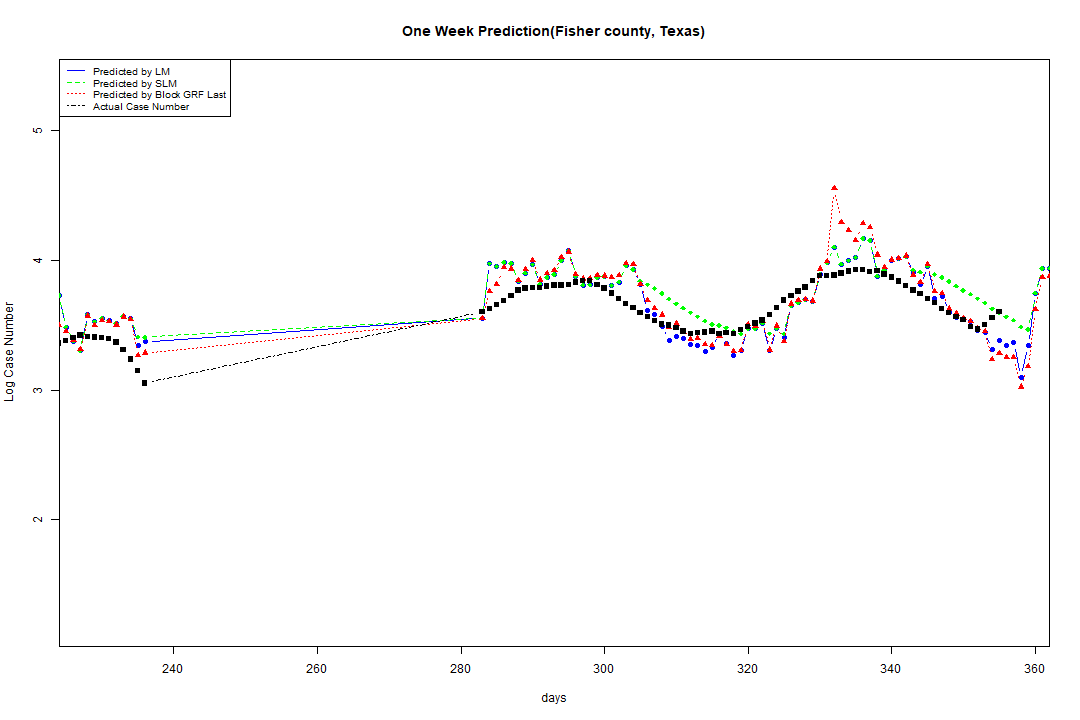 One Week Prediction(Fisher county, Texas)
Predicted by LM
Predicted by SLM
Predicted by Block GRF Last
Actual Case Number
5
4
3
2
Log Case Number
240 260 280 300 320 340 360
days